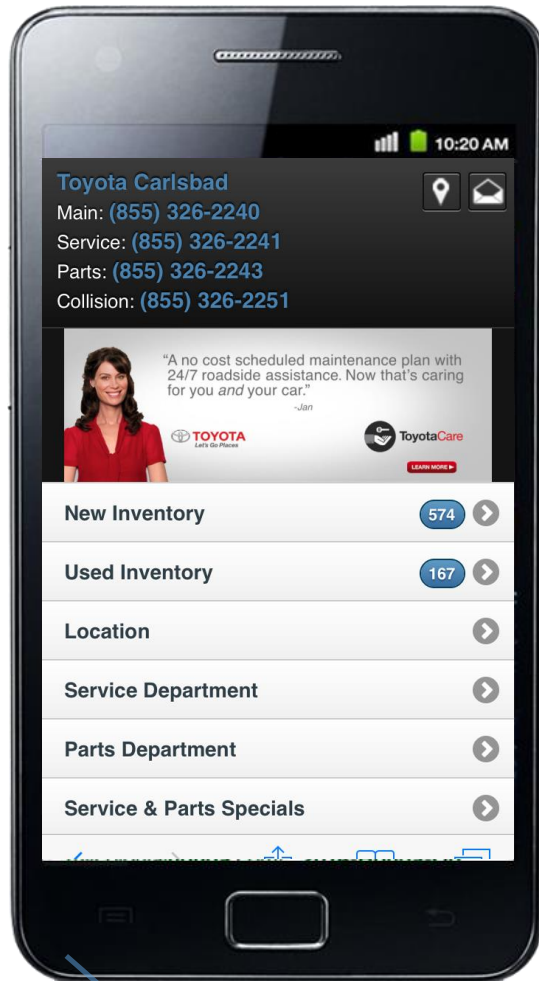 10:20 AM
Toyota Carlsbad
Main: (855) 326-2240
Service: (855) 326-2241
Parts: (855) 326-2243
Collision: (855) 326-2251
“A no cost scheduled maintenance plan with
24/7 roadside assistance. Now that's caring
for you and your car.”
-Jan
TOYOTA
Let's Go Places
ToyotaCare
LEARN MORE
New Inventory 574
Used Inventory 167
Location
Service Department
Parts Department
Service & Parts Specials